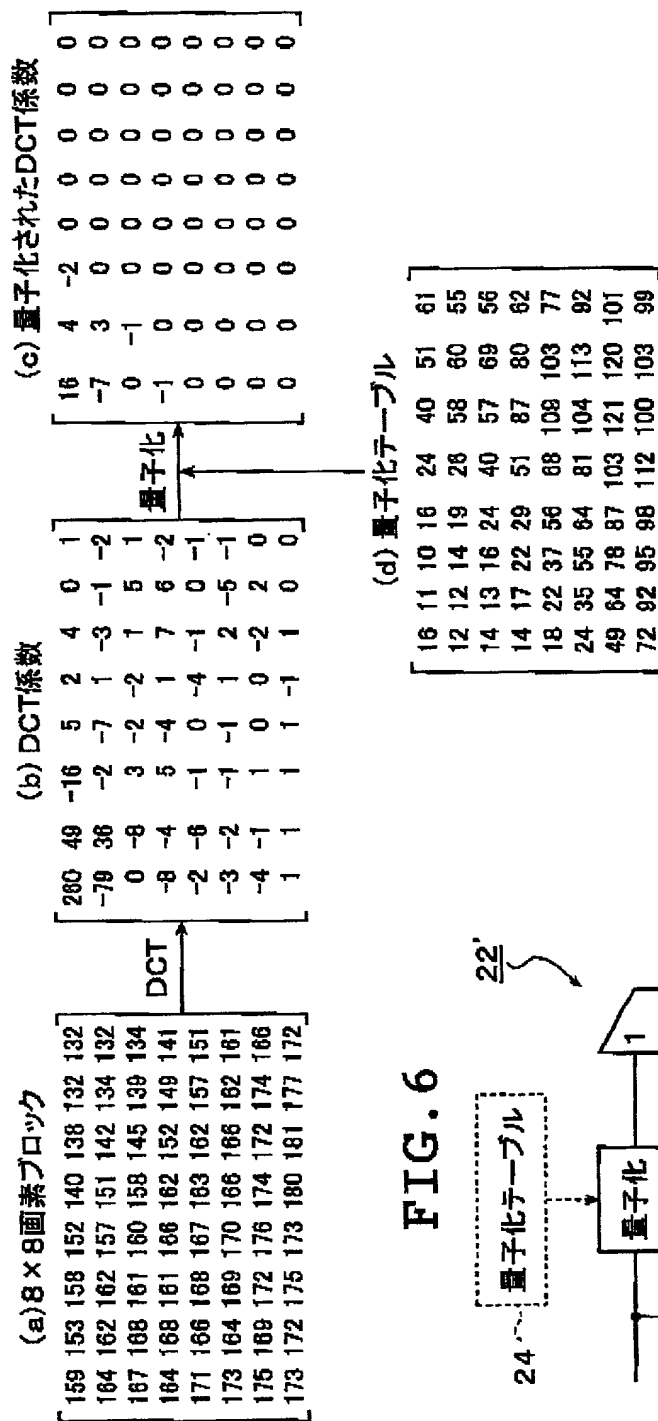 (a)8×8画素ブロック
159 153 158 152 140 138 132 132
164 162 162 157 151 142 134 132
167 168 161 160 158 145 139 134
164 168 161 166 162 152 149 141
171 166 168 167 163 162 157 151
173 164 169 170 166 166 162 161
175 169 172 176 174 172 174 166
173 172 175 173 180 181 177 172
DCT
(b)DCT係数
260 49 -16 5 2 4 0 1
-79 36 -2 -7 1 -3 -1 -2
0 -8 3 -2 -2 1 5 1
-8 -4 5 -4 1 7 6 -2
-2 -6 -1 0 -4 -1 0 -1
-3 -2 -1 -1 1 2 -5 -1
-4 -1 1 0 0 -2 2 0
1 1 1 1 -1 1 0 0
量子化
(c)量子化されたDCT係数
16 4 -2 0 0 0 0 0
-7 3 0 0 0 0 0 0
0 -1 0 0 0 0 0 0
-1 0 0 0 0 0 0 0
0 0 0 0 0 0 0 0
0 0 0 0 0 0 0 0
0 0 0 0 0 0 0 0
0 0 0 0 0 0 0 0
(d)量子化テーブル
16 11 10 16 24 40 51 61
12 12 14 19 26 58 60 55
14 13 16 24 40 57 69 56
14 17 22 29 51 87 80 62
18 22 37 56 68 109 103 77
24 35 55 64 81 104 113 92
49 64 78 87 103 121 120 101
72 92 95 98 112 100 103 99
FIG.6
22'
24
量子化テーブル
量子化
1